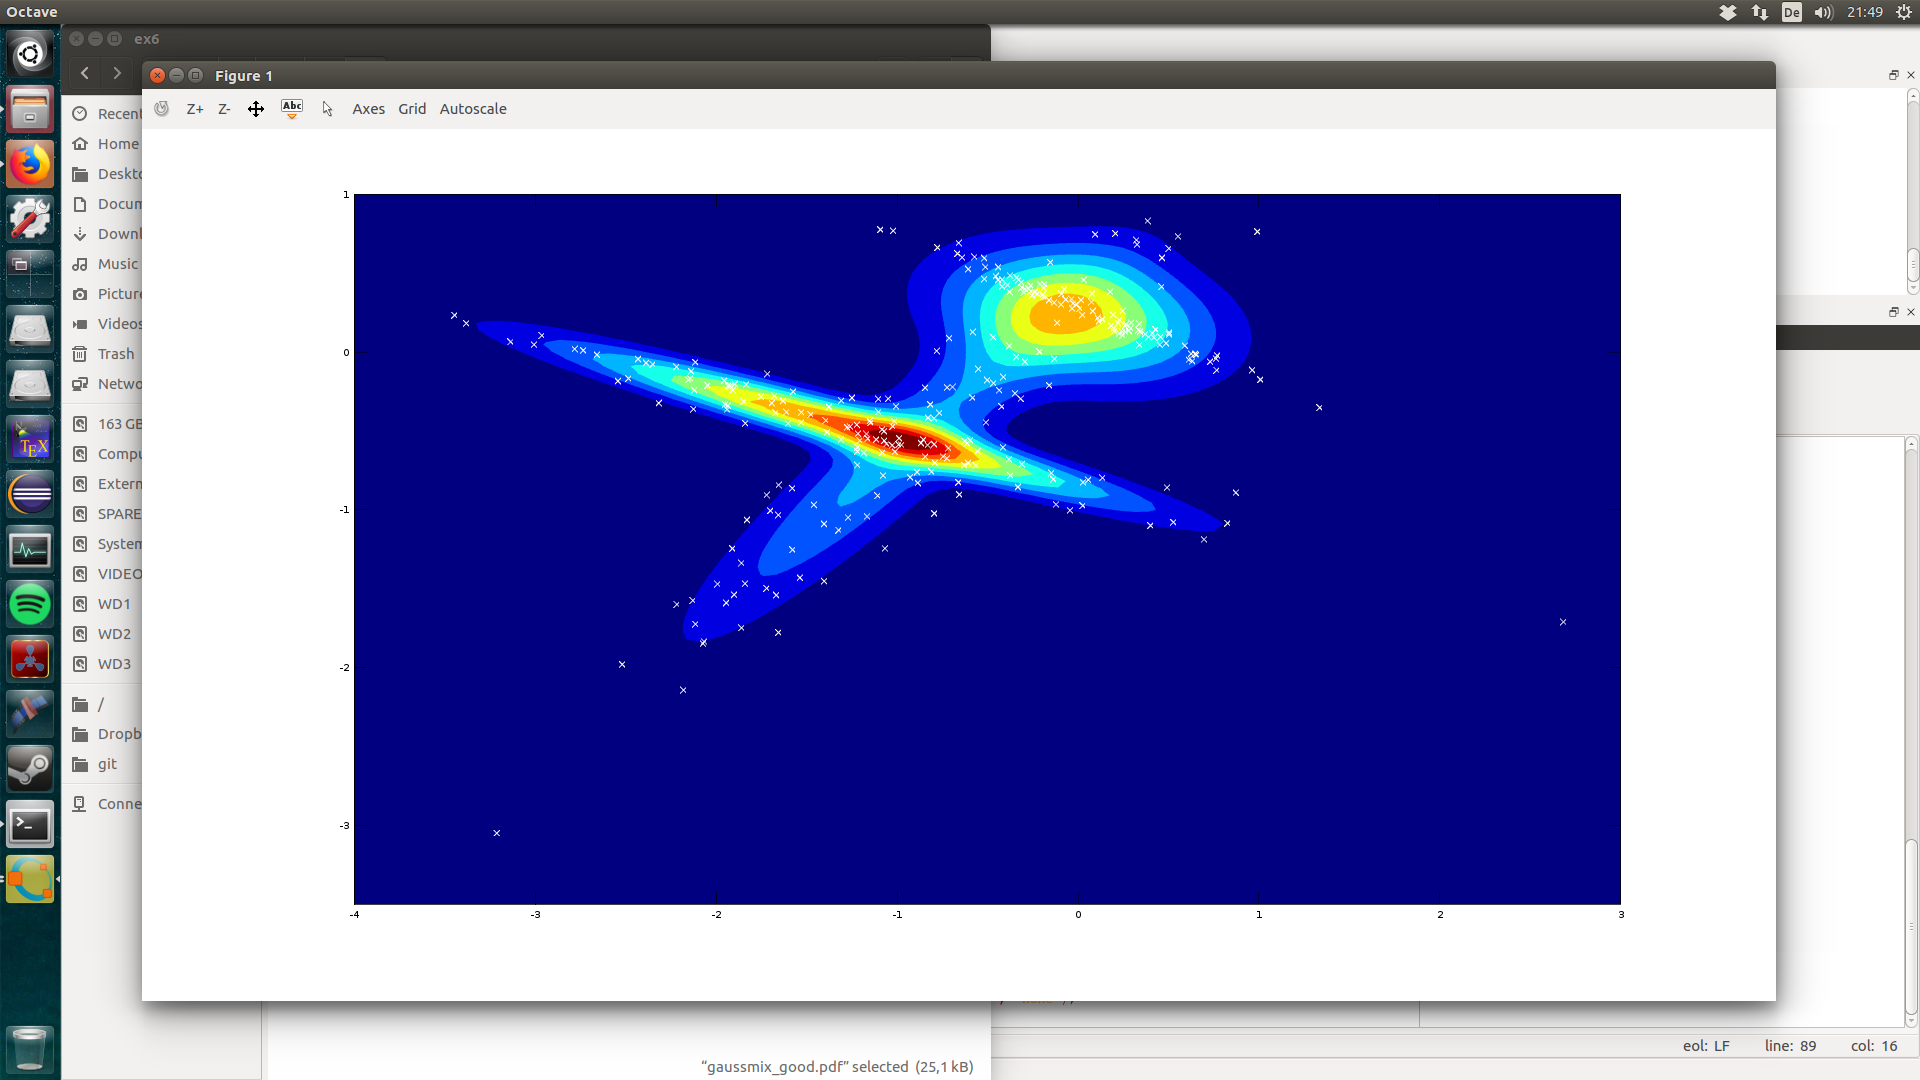 Octave
De
21:49
ex6
Figure 1
Z+ Z- Abc Axes Grid Autoscale
Recent
Home
Deskt
Docum
Downl
Music
Picture
Videos
Trash
Netwo
163 GB
Compu
Extern
SPARE
System
VIDEO
WD1
WD2
WD3
/
Dropb
git
Conne
TEX
>_
1
0
-1
-2
-3
-4 -3 -2 -1 0 1 2 3
“gaussmix_good.pdf” selected (25,1 kB)
eol: LF line: 89 col: 16